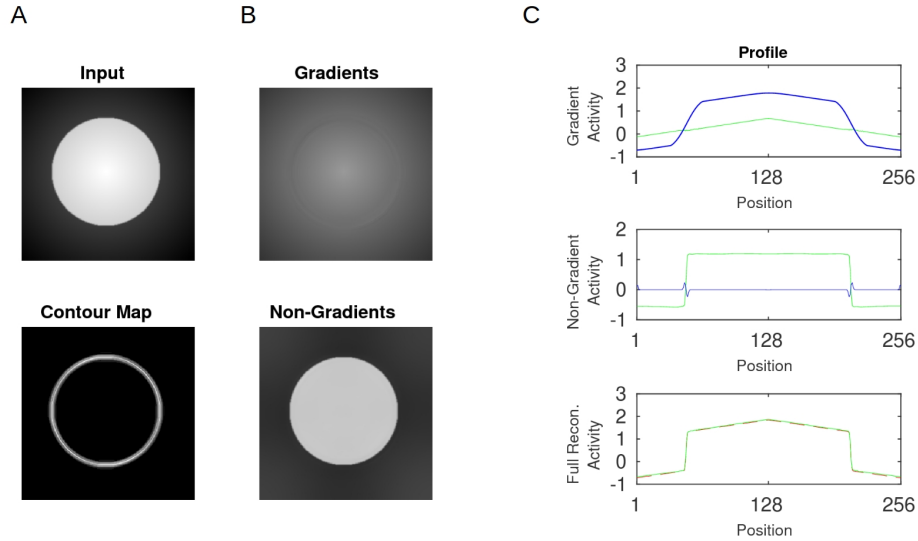 A
B
C
Input
Gradients
Contour Map
Non-Gradients
Profile
Gradient
Activity
3
2
1
0
-1
1
128
256
Position
Non-Gradient
Activity
2
1
0
-1
1
128
256
Position
Full Recon.
Activity
3
2
1
0
-1
1
128
256
Position